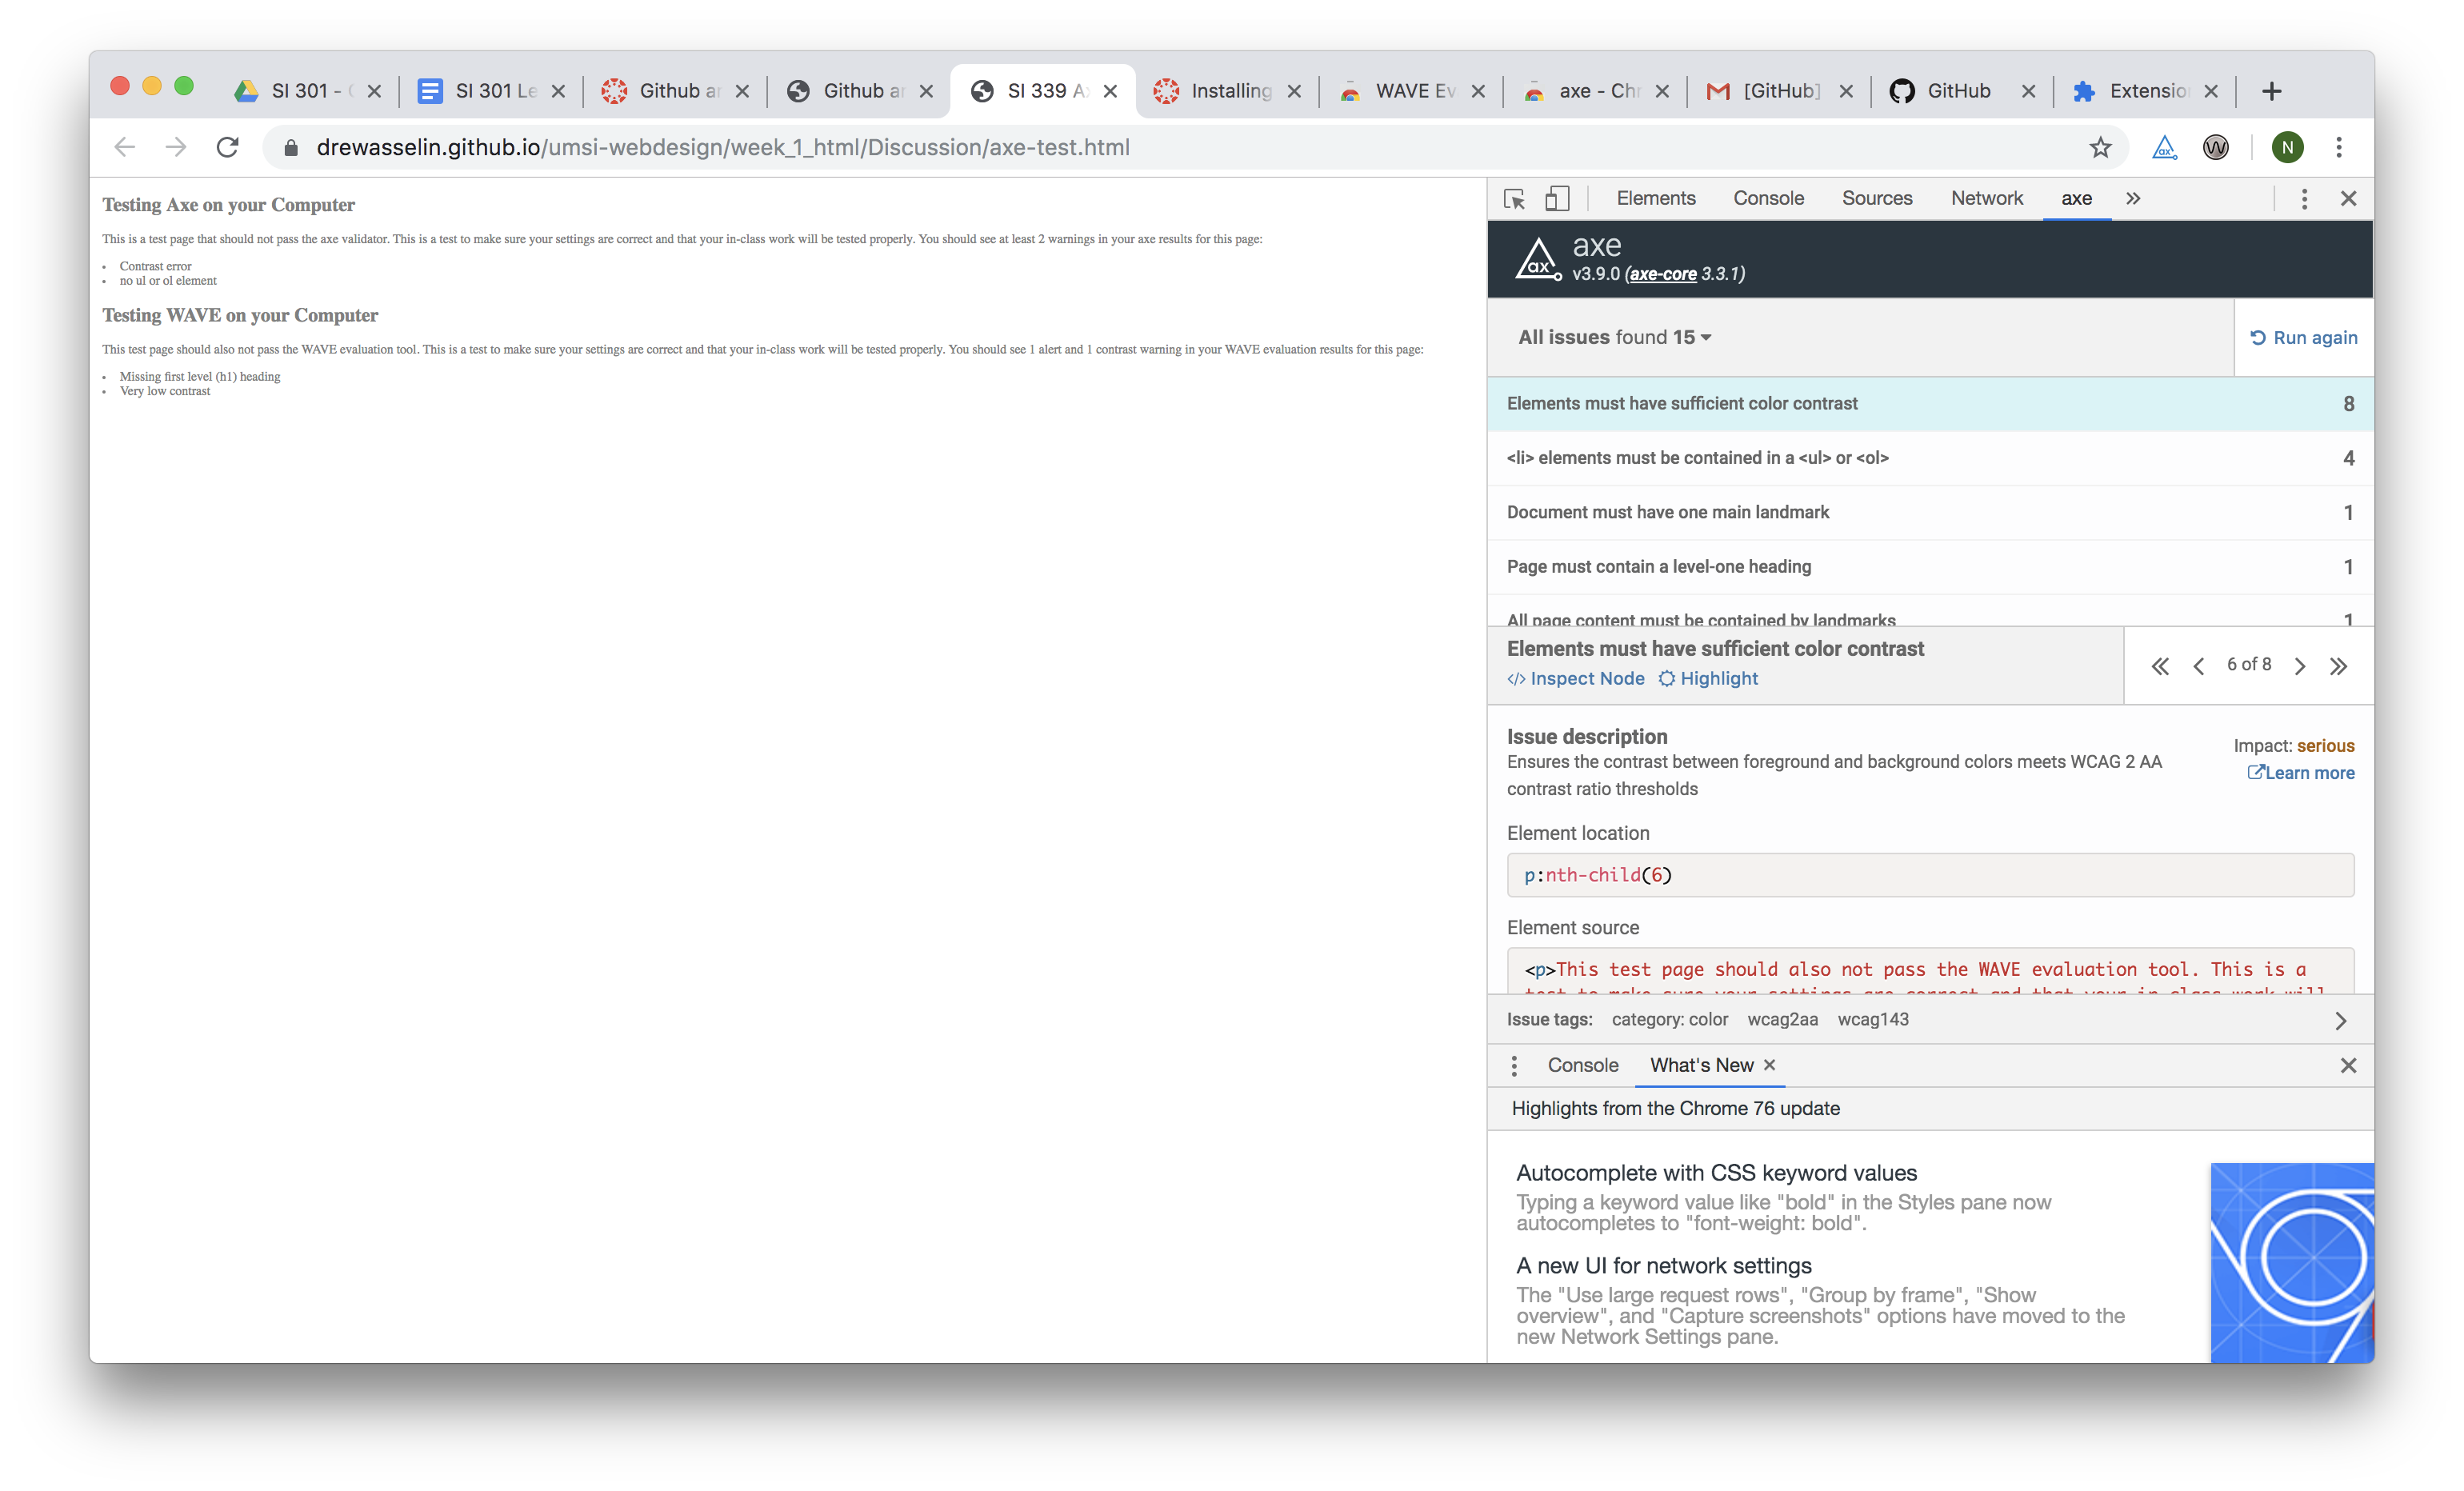 SI 301 -
SI 301 Le
Github a
Github a
SI 339 A
Installing
WAVE Ev
axe - Ch
[GitHub]
GitHub
Extensio
drewasselin.github.io/umsi-webdesign/week_1_html/Discussion/axe-test.html
N
Testing Axe on your Computer
This is a test page that should not pass the axe validator. This is a test to make sure your settings are correct and that your in-class work will be tested properly. You should see at least 2 warnings in your axe results for this page:
• Contrast error
• no ul or ol element
Testing WAVE on your Computer
This test page should also not pass the WAVE evaluation tool. This is a test to make sure your settings are correct and that your in-class work will be tested properly. You should see 1 alert and 1 contrast warning in your WAVE evaluation results for this page:
• Missing first level (h1) heading
• Very low contrast
Elements Console Sources Network axe »
axe
v3.9.0 (axe-core 3.3.1)
All issues found 15
Run again
Elements must have sufficient color contrast 8
<li> elements must be contained in a <ul> or <ol> 4
Document must have one main landmark 1
Page must contain a level-one heading 1
All page content must be contained by landmarks 1
Elements must have sufficient color contrast
</> Inspect Node Highlight
6 of 8
Issue description
Ensures the contrast between foreground and background colors meets WCAG 2 AA
contrast ratio thresholds
Impact: serious
Learn more
Element location
p:nth-child(6)
Element source
<p>This test page should also not pass the WAVE evaluation tool. This is a
test to make sure your settings are correct and that your in-class work will
Issue tags: category: color wcag2aa wcag143
Console What's New
Highlights from the Chrome 76 update
Autocomplete with CSS keyword values
Typing a keyword value like "bold" in the Styles pane now
autocompletes to "font-weight: bold".
A new UI for network settings
The "Use large request rows", "Group by frame", "Show
overview", and "Capture screenshots" options have moved to the
new Network Settings pane.